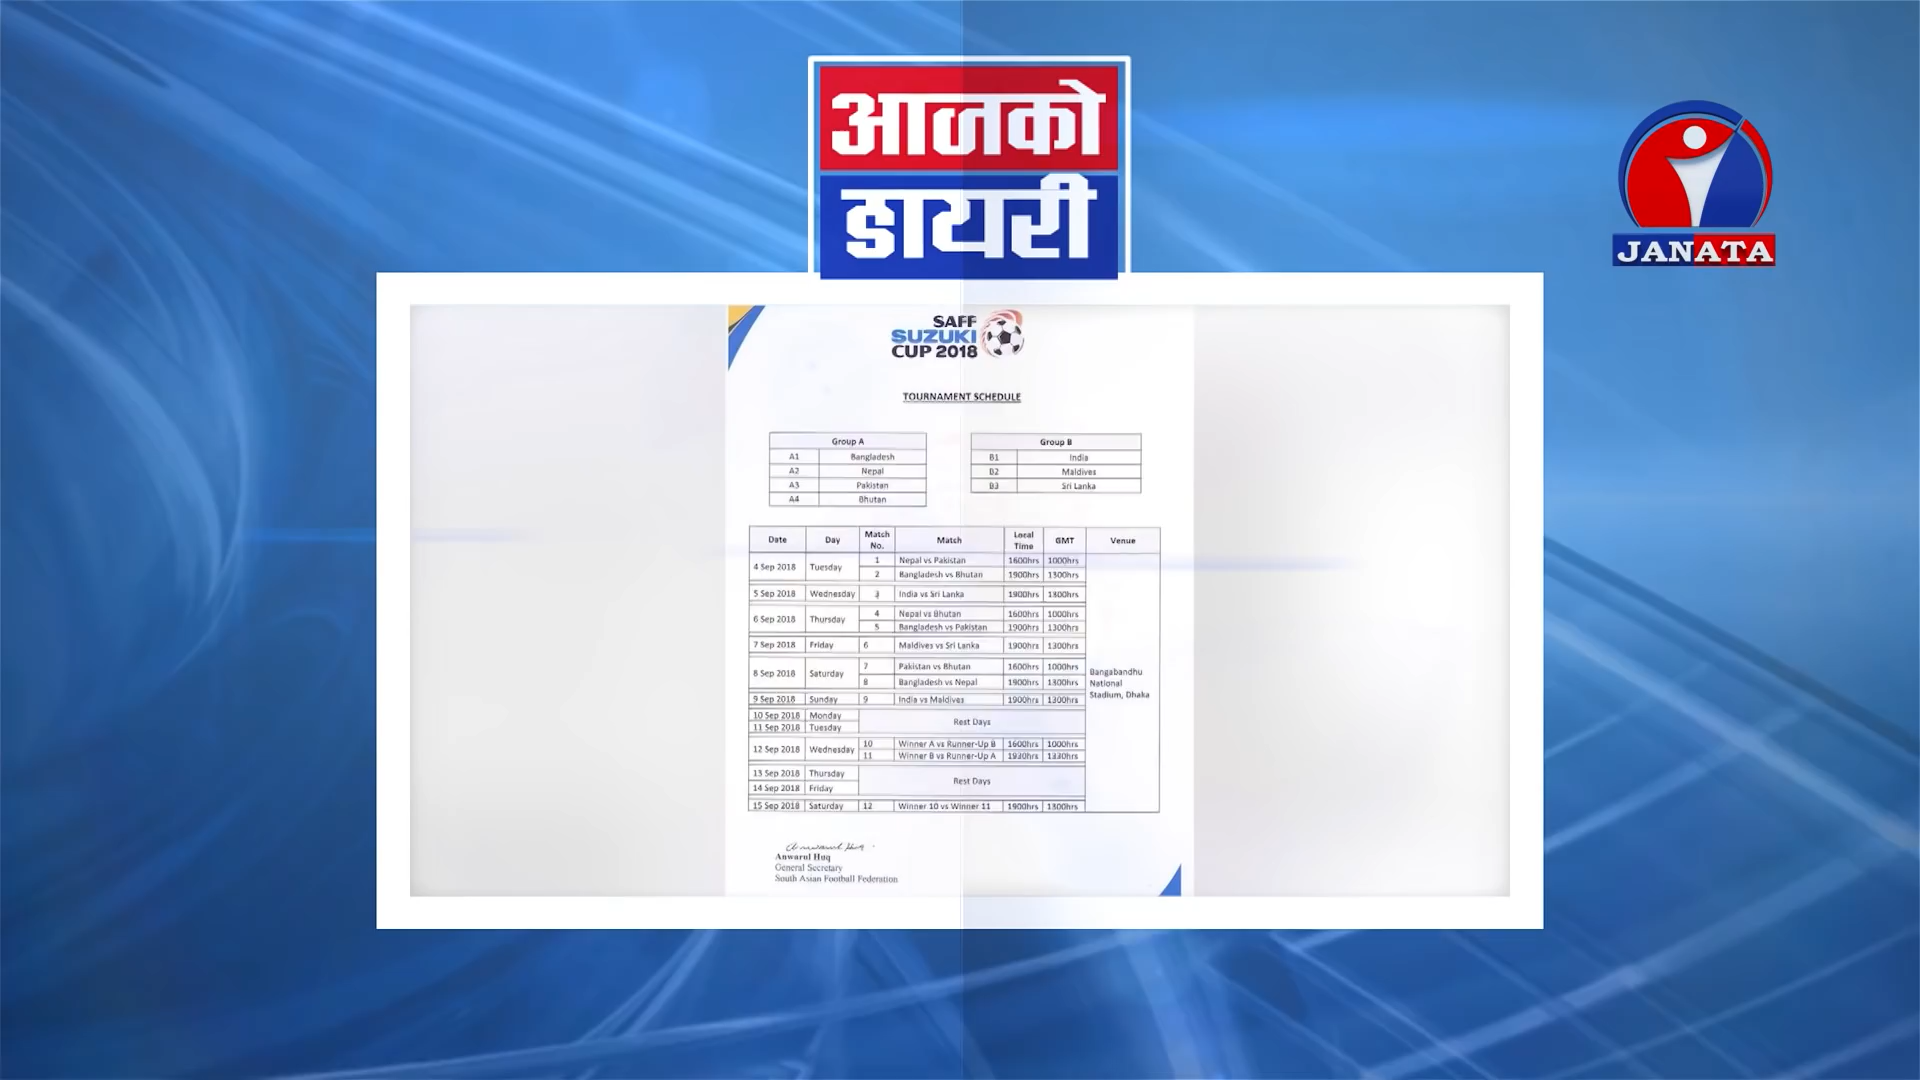 आजको
डायरी
JANATA
SAFF
SUZUKI
CUP 2018
TOURNAMENT SCHEDULE
Group A
A1 Bangladesh
A2 Nepal
A3 Pakistan
A4 Bhutan
Group B
B1 India
B2 Maldives
B3 Sri Lanka
Date Day Match No. Match Local Time GMT Venue
4 Sep 2018 Tuesday 1 Nepal vs Pakistan 1600hrs 1000hrs
2 Bangladesh vs Bhutan 1900hrs 1300hrs
5 Sep 2018 Wednesday 3 India vs Sri Lanka 1900hrs 1300hrs
6 Sep 2018 Thursday 4 Nepal vs Bhutan 1600hrs 1000hrs
5 Bangladesh vs Pakistan 1900hrs 1300hrs
7 Sep 2018 Friday 6 Maldives vs Sri Lanka 1900hrs 1300hrs
8 Sep 2018 Saturday 7 Pakistan vs Bhutan 1600hrs 1000hrs
8 Bangladesh vs Nepal 1900hrs 1300hrs
9 Sep 2018 Sunday 9 India vs Maldives 1900hrs 1300hrs
10 Sep 2018 Monday Rest Days
11 Sep 2018 Tuesday
12 Sep 2018 Wednesday 10 Winner A vs Runner-Up B 1600hrs 1000hrs
11 Winner B vs Runner-Up A 1930hrs 1330hrs
13 Sep 2018 Thursday Rest Days
14 Sep 2018 Friday
15 Sep 2018 Saturday 12 Winner 10 vs Winner 11 1900hrs 1300hrs
Bangabandhu
National
Stadium, Dhaka
Anwarul Huq
Anwarul Huq
General Secretary
South Asian Football Federation